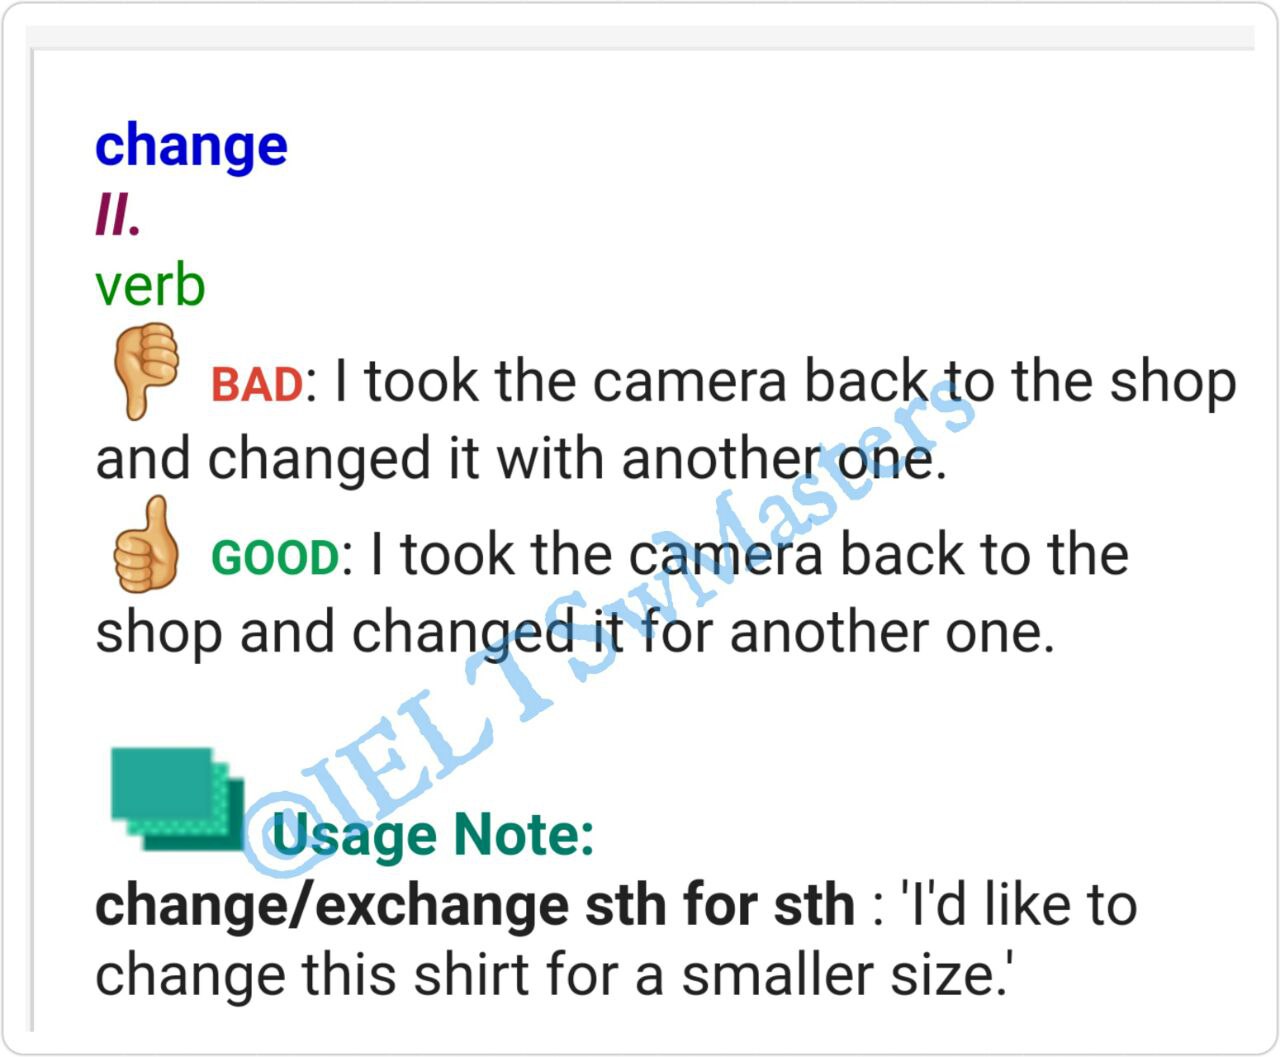 change
II.
verb
BAD: I took the camera back to the shop
and changed it with another one.
GOOD: I took the camera back to the
shop and changed it for another one.
@IELTSwMasters
Usage Note:
change/exchange sth for sth : 'I'd like to
change this shirt for a smaller size.'